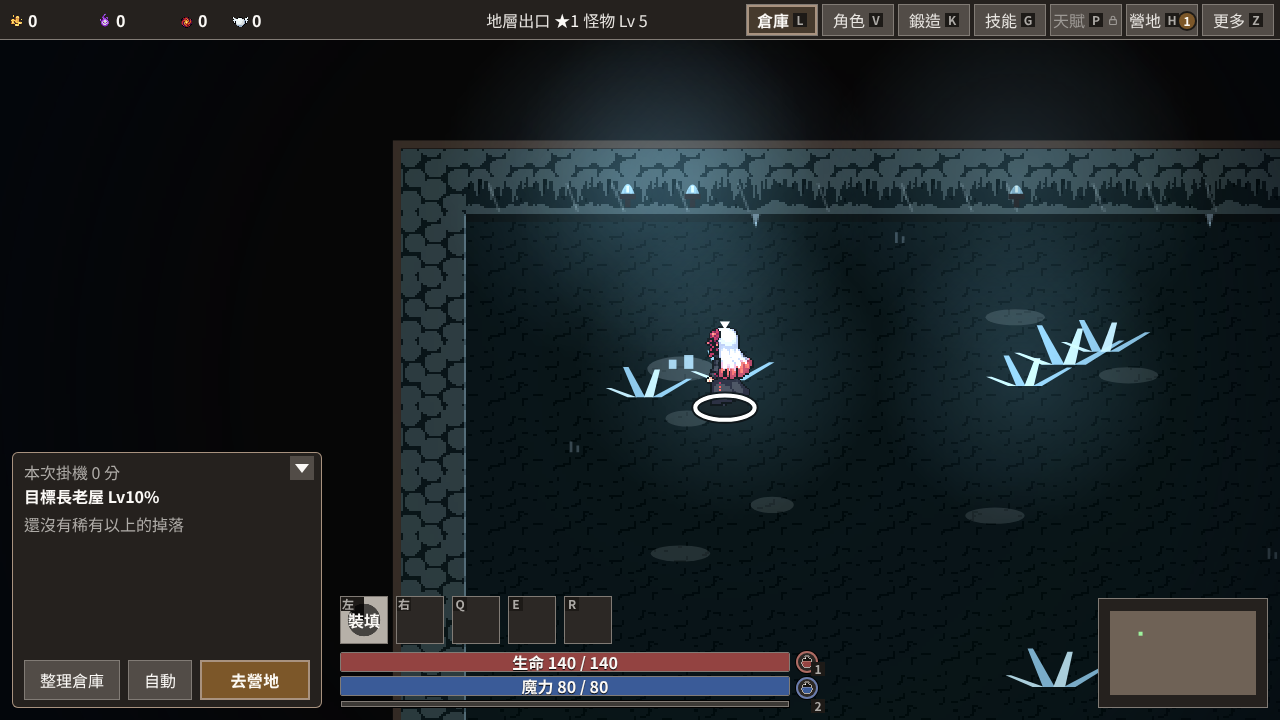 0
0
0
0
地層出口 ★1 怪物 Lv 5
倉庫 L
角色 V
鍛造 K
技能 G
天賦 P
營地 H 1
更多 Z
本次掛機 0 分
目標長老屋 Lv10%
還沒有稀有以上的掉落
整理倉庫
自動
去營地
左
裝填
右
Q
E
R
生命 140 / 140
1
魔力 80 / 80
2